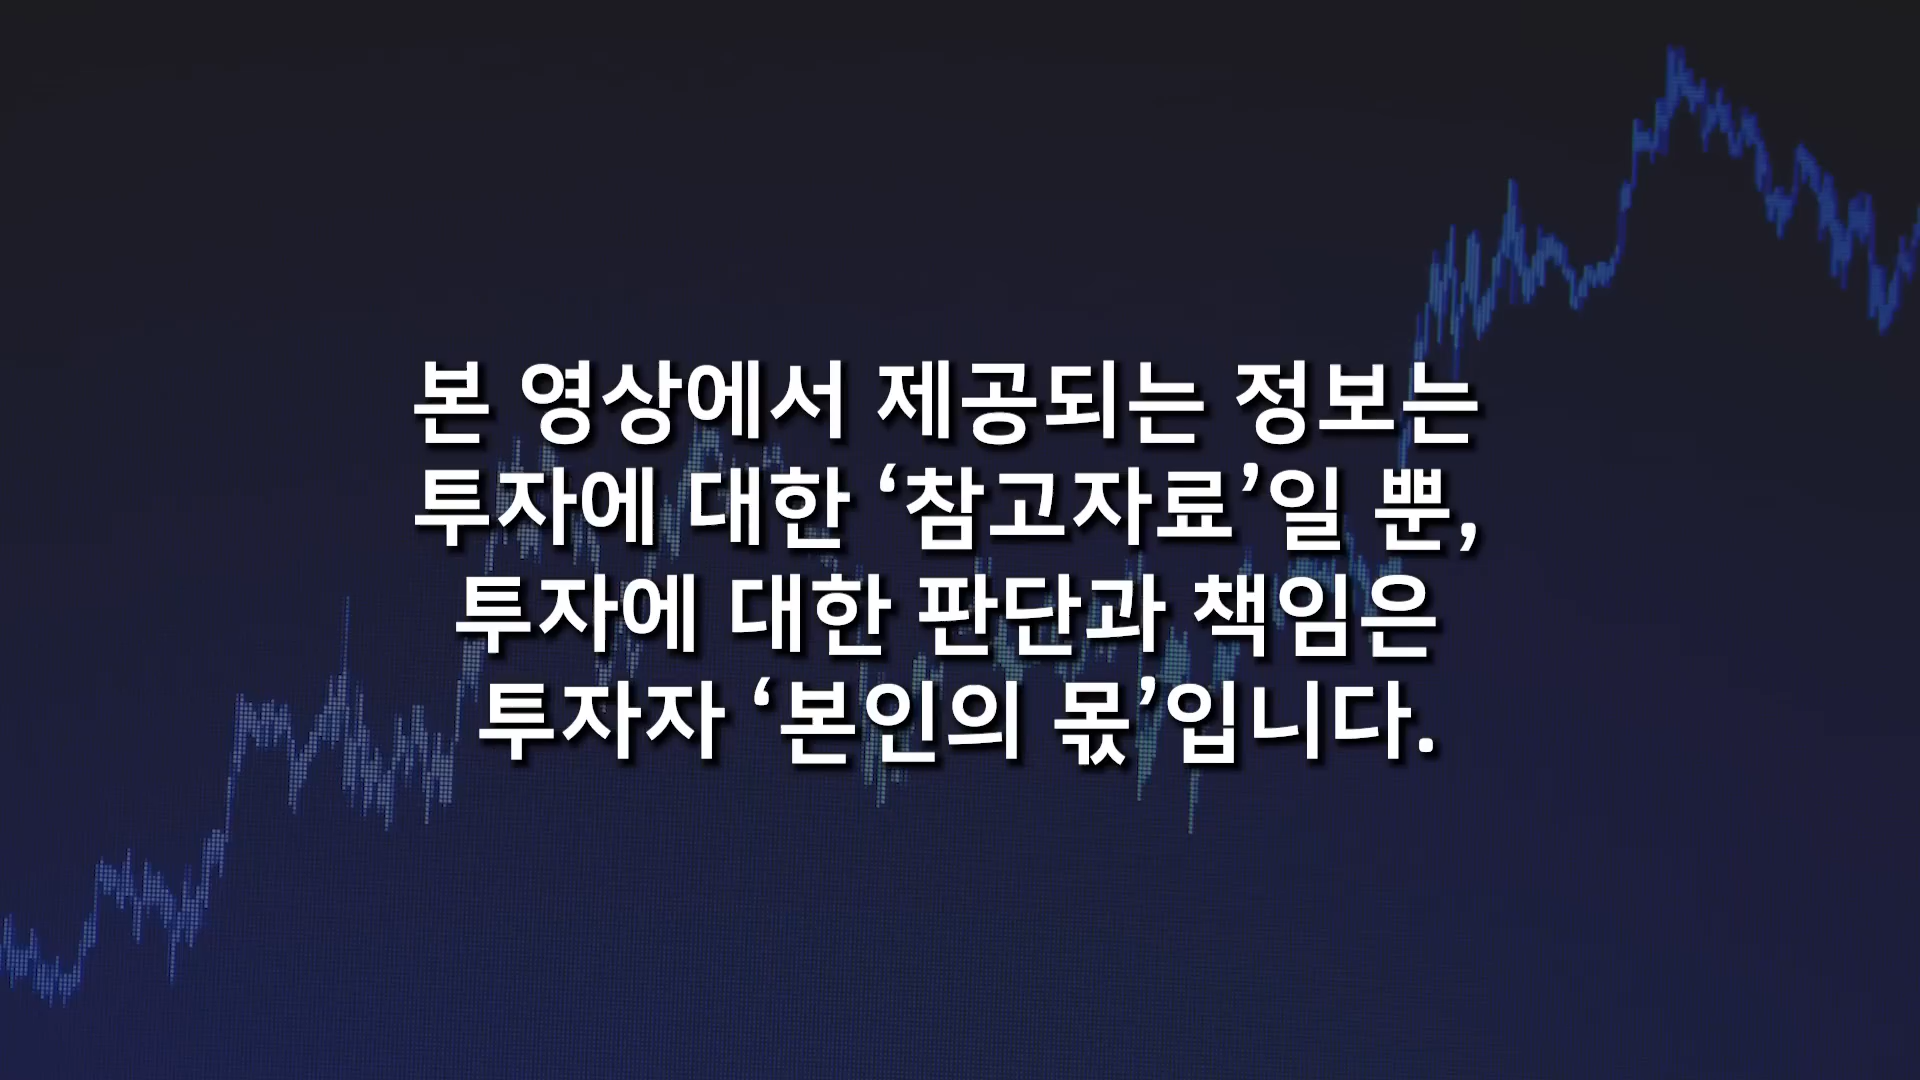 본 영상에서 제공되는 정보는
투자에 대한 ‘참고자료’일 뿐,
투자에 대한 판단과 책임은
투자자 ‘본인의 몫’입니다.